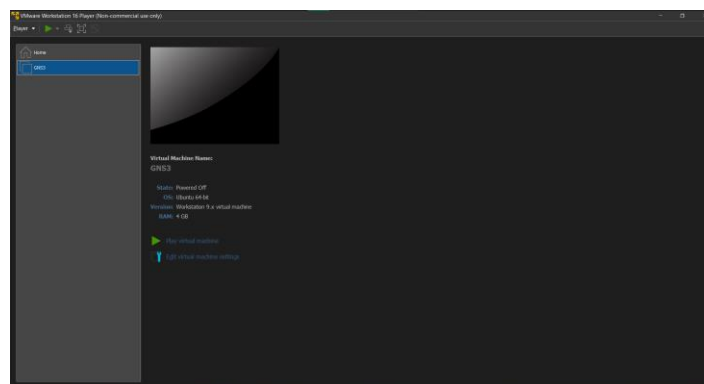 VMware Workstation 16 Player (Non-commercial use only)
Player
Home
GNS3
Virtual Machine Name:
GNS3
State: Powered Off
OS: Ubuntu 64-bit
Version: Workstation 9.x virtual machine
RAM: 4 GB
Play virtual machine
Edit virtual machine settings